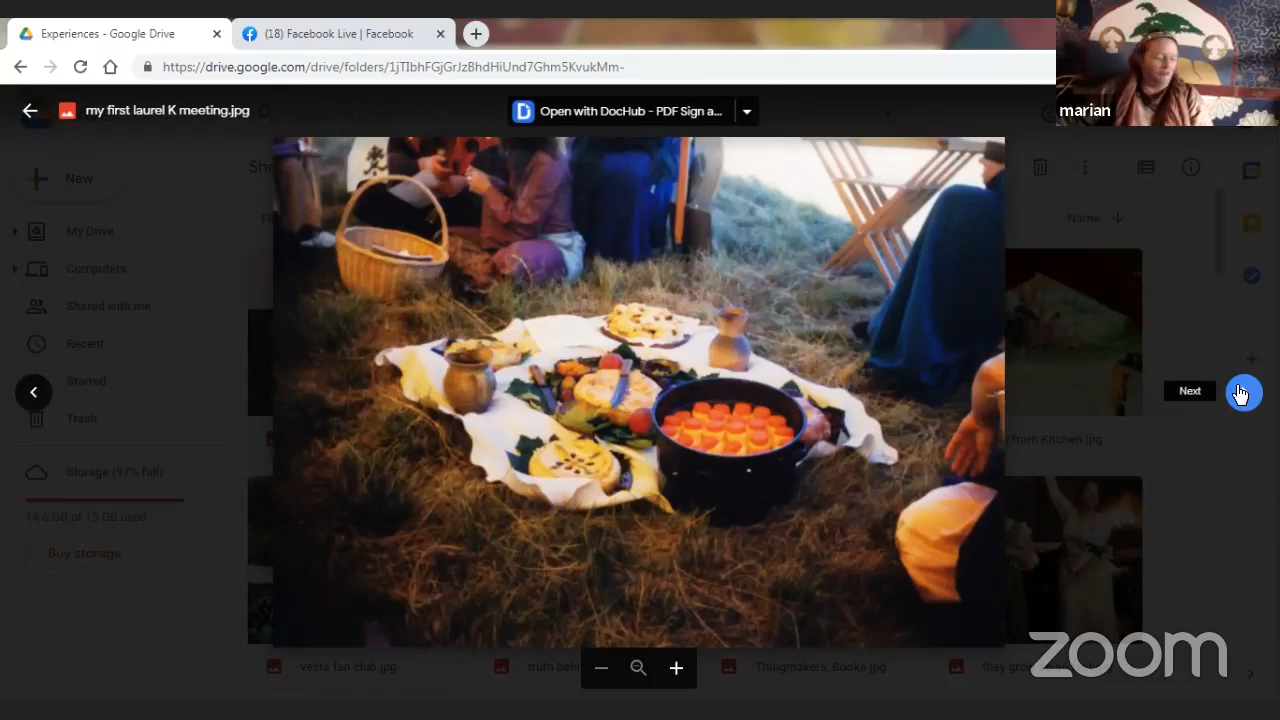 Experiences - Google Drive
(18) Facebook Live | Facebook
https://drive.google.com/drive/folders/1jTIbhFGjGrJzBhdHiUnd7Ghm5KvukMm-
marian
my first laurel K meeting.jpg
Open with DocHub - PDF Sign a...
New
Sha
My Drive
Name
Computers
Shared with me
Recent
Starred
Next
Trash
from Kitchen.jpg
Storage (97% full)
14.6 GB of 15 GB used
Buy storage
zoom
vesta fan club.jpg
truth behi
Thingmakers, Books.jpg